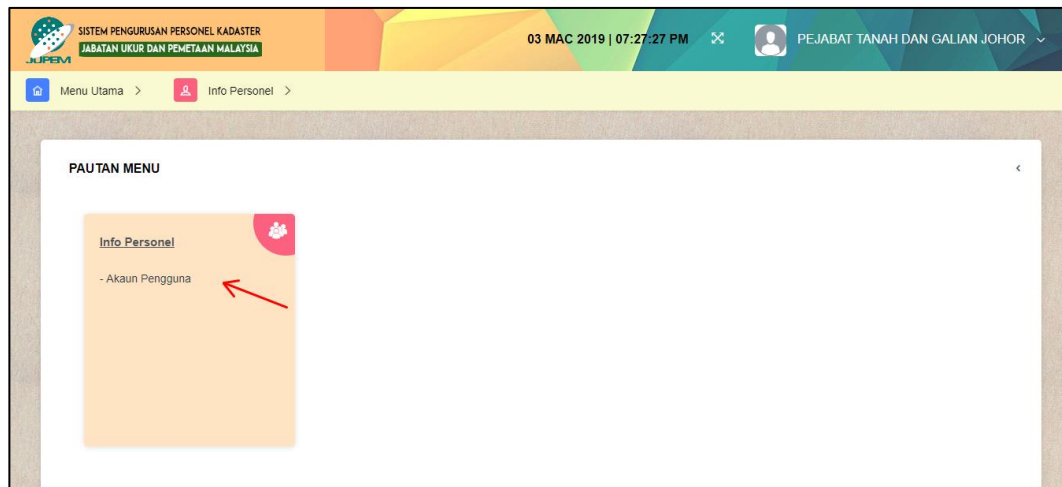 SISTEM PENGURUSAN PERSONEL KADASTER
JABATAN UKUR DAN PEMETAAN MALAYSIA
JUPEM
03 MAC 2019 | 07:27:27 PM
PEJABAT TANAH DAN GALIAN JOHOR
Menu Utama >
Info Personel >
PAUTAN MENU
Info Personel
- Akaun Pengguna